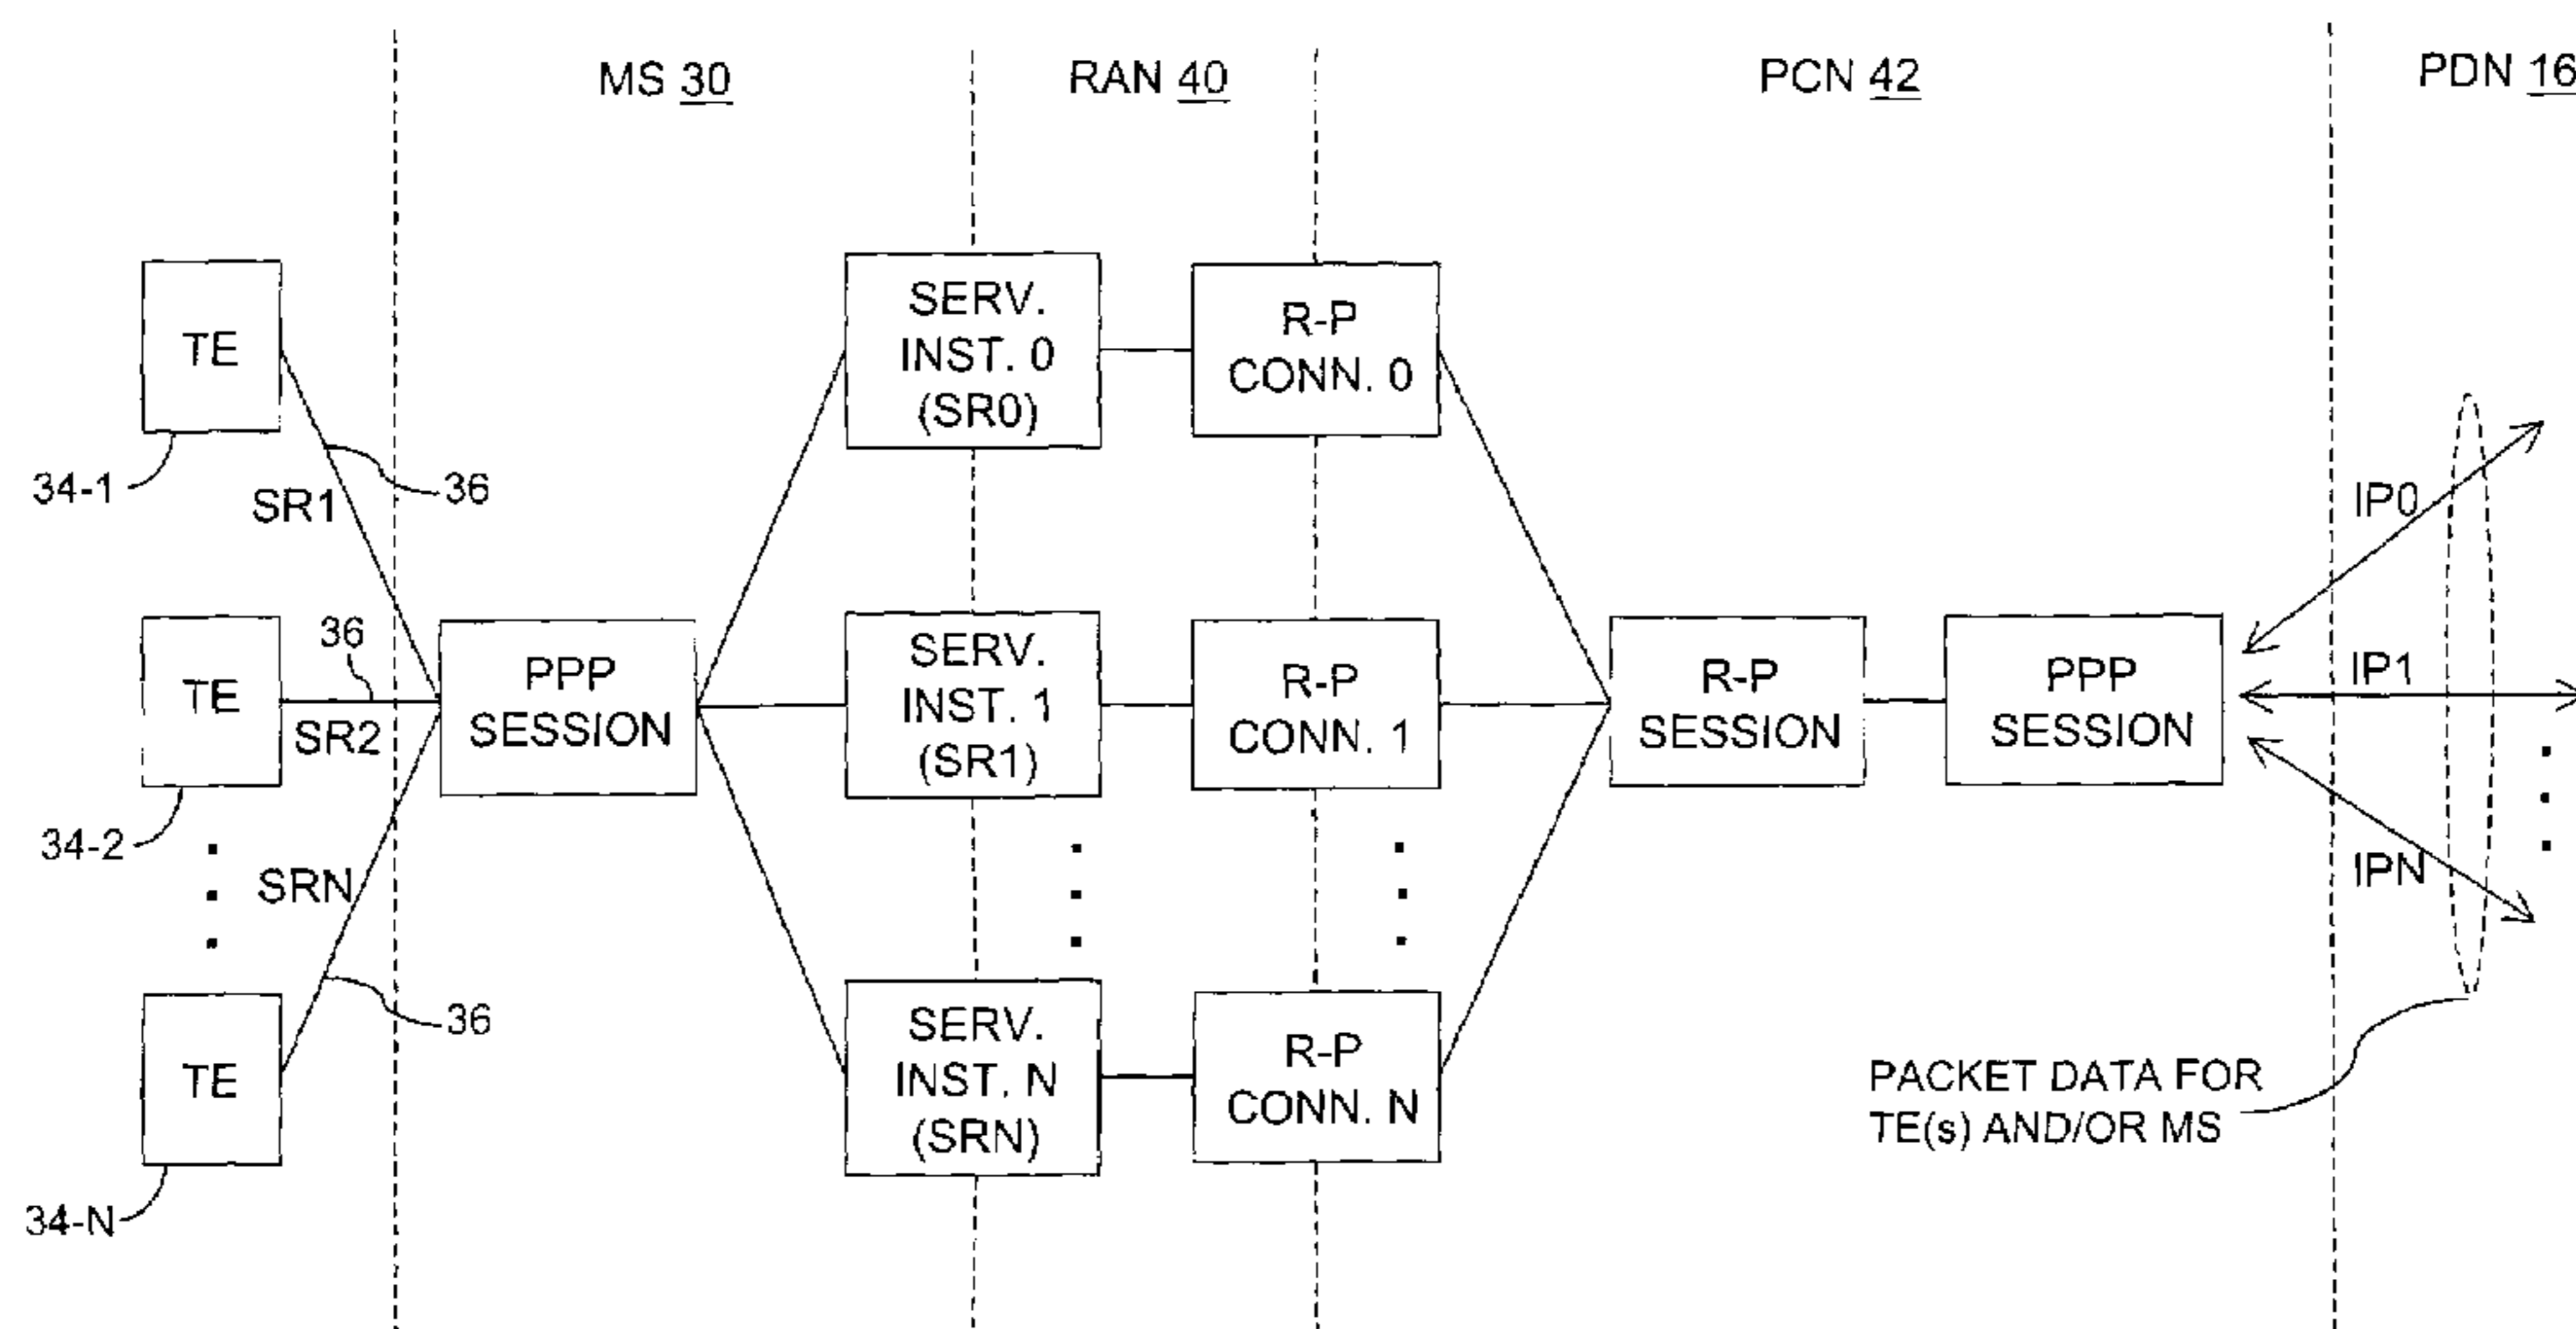 MS 30
RAN 40
PCN 42
PDN 16
TE
34-1
SR1
36
TE
34-2
36
SR2
SRN
36
TE
34-N
PPP
SESSION
SERV.
INST. 0
(SR0)
R-P
CONN. 0
SERV.
INST. 1
(SR1)
R-P
CONN. 1
SERV.
INST. N
(SRN)
R-P
CONN. N
R-P
SESSION
PPP
SESSION
IP0
IP1
IPN
PACKET DATA FOR
TE(s) AND/OR MS